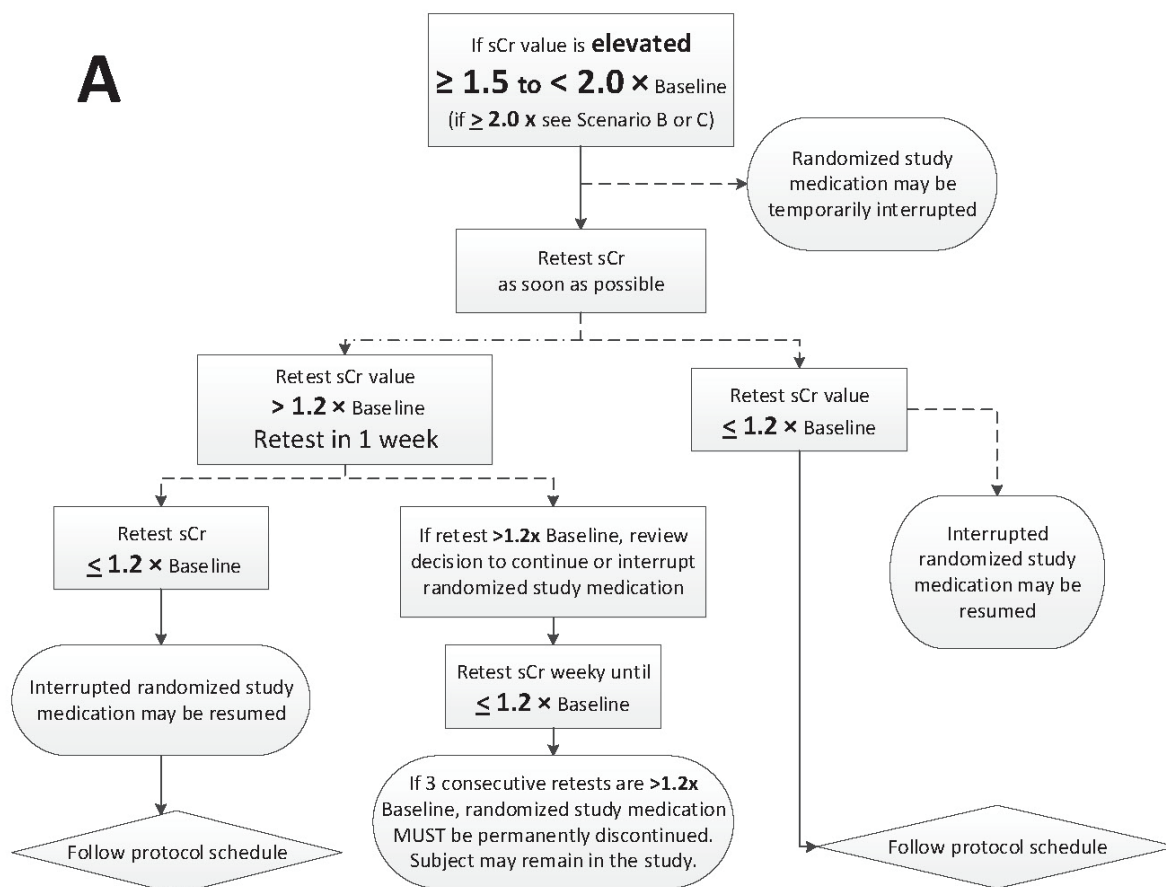 A
If sCr value is elevated
≥ 1.5 to < 2.0 × Baseline
(if ≥ 2.0 x see Scenario B or C)
Randomized study
medication may be
temporarily interrupted
Retest sCr
as soon as possible
Retest sCr value
> 1.2 × Baseline
Retest in 1 week
Retest sCr value
≤ 1.2 × Baseline
Retest sCr
≤ 1.2 × Baseline
If retest >1.2x Baseline, review
decision to continue or interrupt
randomized study medication
Interrupted
randomized study
medication may be
resumed
Interrupted randomized study
medication may be resumed
Retest sCr weeky until
≤ 1.2 × Baseline
If 3 consecutive retests are >1.2x
Baseline, randomized study medication
MUST be permanently discontinued.
Subject may remain in the study.
Follow protocol schedule
Follow protocol schedule